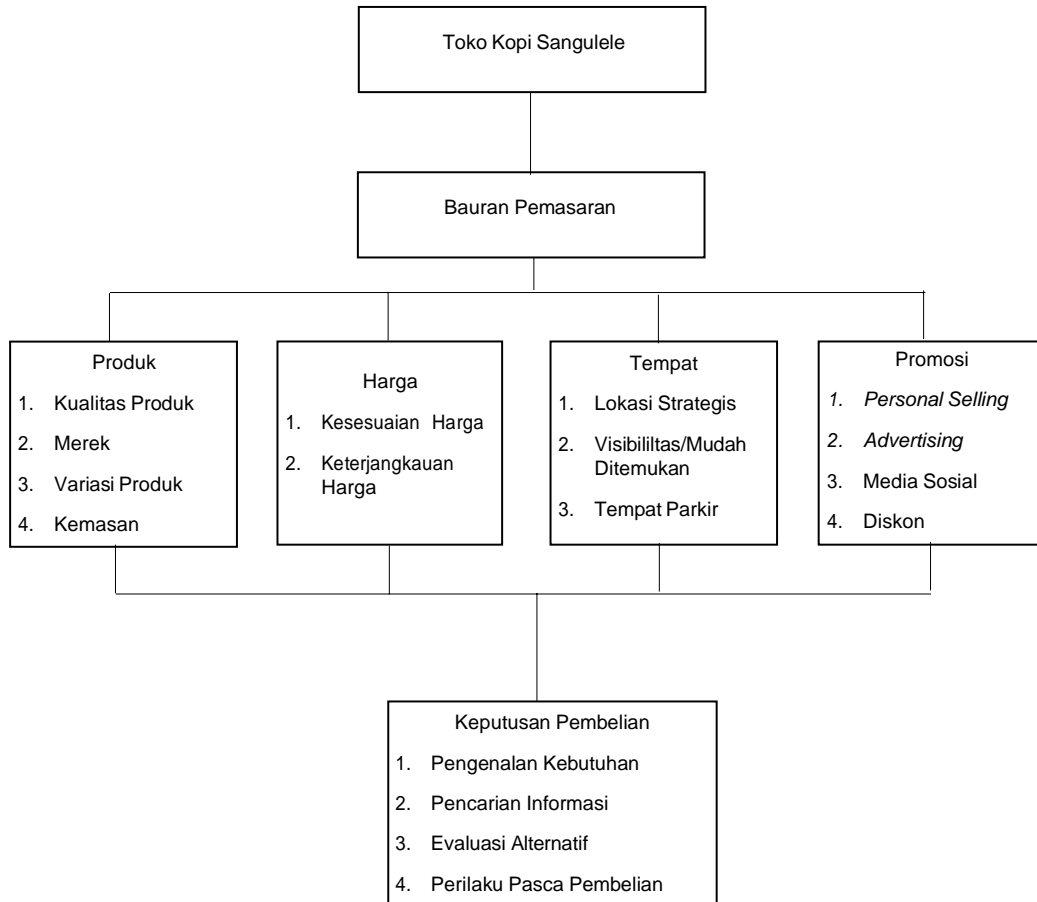 Toko Kopi Sangulele
Bauran Pemasaran
Produk
1. Kualitas Produk
2. Merek
3. Variasi Produk
4. Kemasan
Harga
1. Kesesuaian Harga
2. Keterjangkauan
Harga
Tempat
1. Lokasi Strategis
2. Visibililtas/Mudah
Ditemukan
3. Tempat Parkir
Promosi
1. Personal Selling
2. Advertising
3. Media Sosial
4. Diskon
Keputusan Pembelian
1. Pengenalan Kebutuhan
2. Pencarian Informasi
3. Evaluasi Alternatif
4. Perilaku Pasca Pembelian